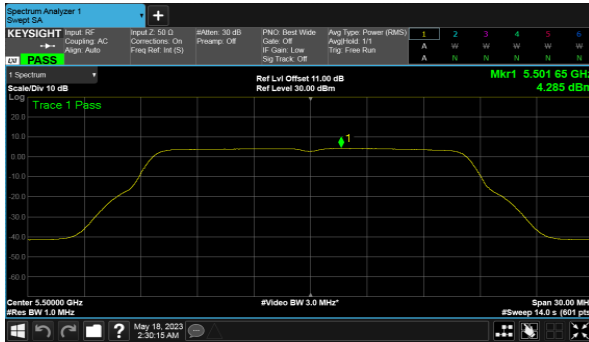 Spectrum Analyzer 1
Swept SA
+
KEYSIGHT
LXI PASS
Input: RF
Coupling: AC
Align: Auto
Input Z: 50 Ω
Corrections: On
Freq Ref: Int (S)
#Atten: 30 dB
Preamp: Off
PNO: Best Wide
Gate: Off
IF Gain: Low
Sig Track: Off
Avg Type: Power (RMS)
Avg|Hold: 1/1
Trig: Free Run
1 2 3 4 5 6
A W W W W W
A N N N N N
1 Spectrum
Scale/Div 10 dB
Ref Lvl Offset 11.00 dB
Ref Level 30.00 dBm
Mkr1 5.501 65 GHz
4.285 dBm
Log
Trace 1 Pass
1
20.0
10.0
0.00
-10.0
-20.0
-30.0
-40.0
-50.0
-60.0
Center 5.50000 GHz
#Res BW 1.0 MHz
#Video BW 3.0 MHz*
Span 30.00 MHz
#Sweep 14.0 s (601 pts)
?
May 18, 2023
2:30:15 AM